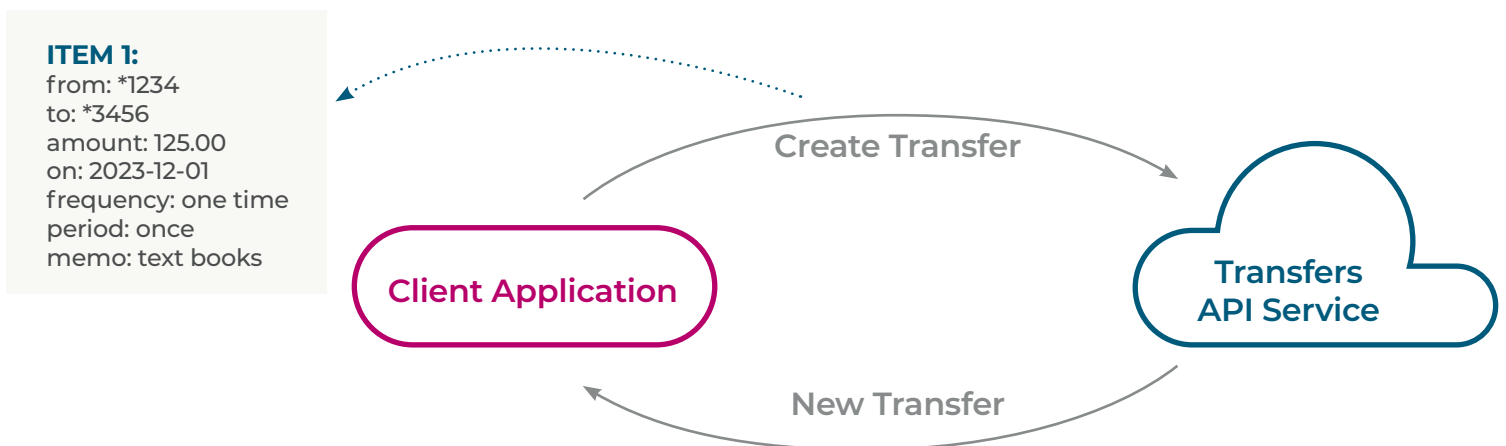 ITEM 1:
from: *1234
to: *3456
amount: 125.00
on: 2023-12-01
frequency: one time
period: once
memo: text books
Create Transfer
Client Application
Transfers
API Service
New Transfer